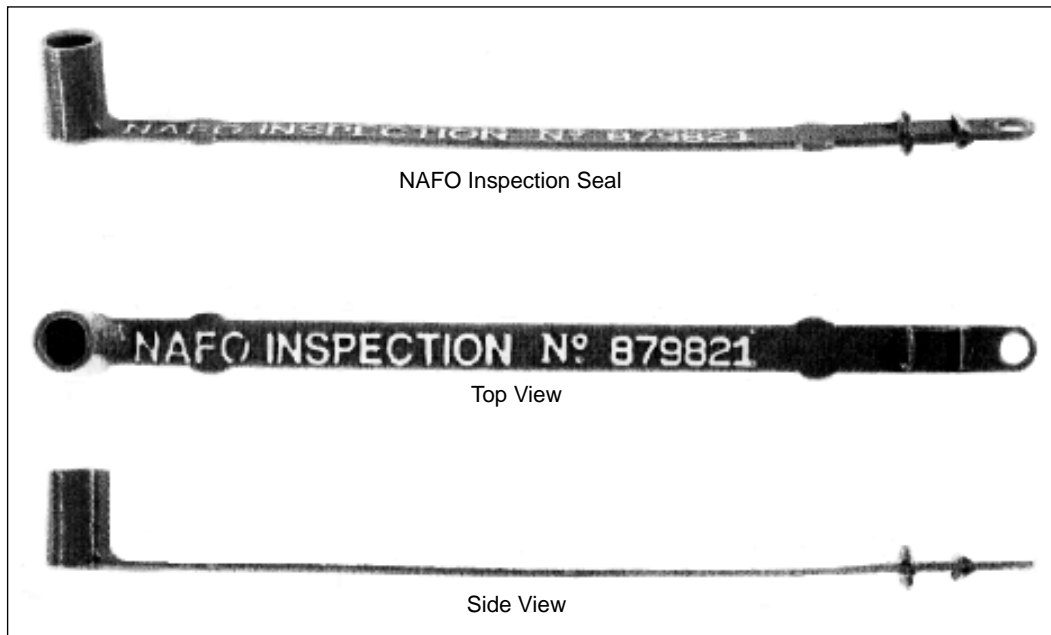 NAFO INSPECTION Nº 879821
NAFO Inspection Seal
NAFO INSPECTION Nº 879821
Top View
Side View